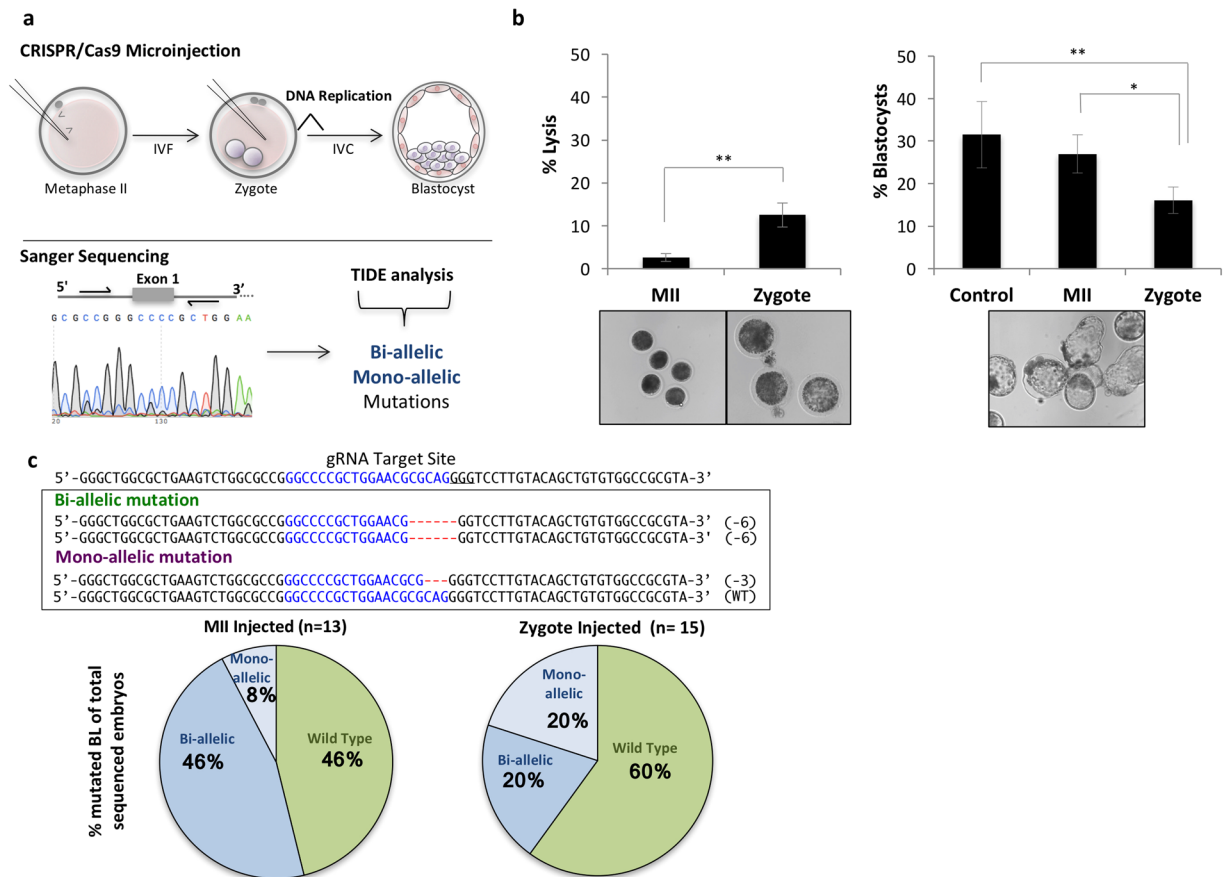 a
CRISPR/Cas9 Microinjection
DNA Replication
IVF
IVC
Metaphase II
Zygote
Blastocyst
Sanger Sequencing
5'
Exon 1
3'
G C G C C G G G C C C C G C T G G A A
20
130
TIDE analysis
Bi-allelic
Mono-allelic
Mutations
b
% Lysis
50
40
30
20
10
0
**
MII
Zygote
% Blastocysts
50
40
30
20
10
0
**
*
Control
MII
Zygote
c
gRNA Target Site
5’-GGGCTGGCGCTGAAGTCTGGCGCCGGGCCCCGCTGGAACGCGCAGGGGTCCTTGTACAGCTGTGTGGCCGCGTA-3’
Bi-allelic mutation
5’-GGGCTGGCGCTGAAGTCTGGCGCCGGGCCCCGCTGGAACG------GGTCCTTGTACAGCTGTGTGGCCGCGTA-3’ (-6)
5’-GGGCTGGCGCTGAAGTCTGGCGCCGGGCCCCGCTGGAACG------GGTCCTTGTACAGCTGTGTGGCCGCGTA-3’ (-6)
Mono-allelic mutation
5’-GGGCTGGCGCTGAAGTCTGGCGCCGGGCCCCGCTGGAACGCG---GGGTCCTTGTACAGCTGTGTGGCCGCGTA-3’ (-3)
5’-GGGCTGGCGCTGAAGTCTGGCGCCGGGCCCCGCTGGAACGCGCAGGGGTCCTTGTACAGCTGTGTGGCCGCGTA-3’ (WT)
% mutated BL of total
sequenced embryos
MII Injected (n=13)
Mono-
allelic
8%
Bi-allelic
46%
Wild Type
46%
Zygote Injected (n= 15)
Mono-
allelic
20%
Bi-allelic
20%
Wild Type
60%